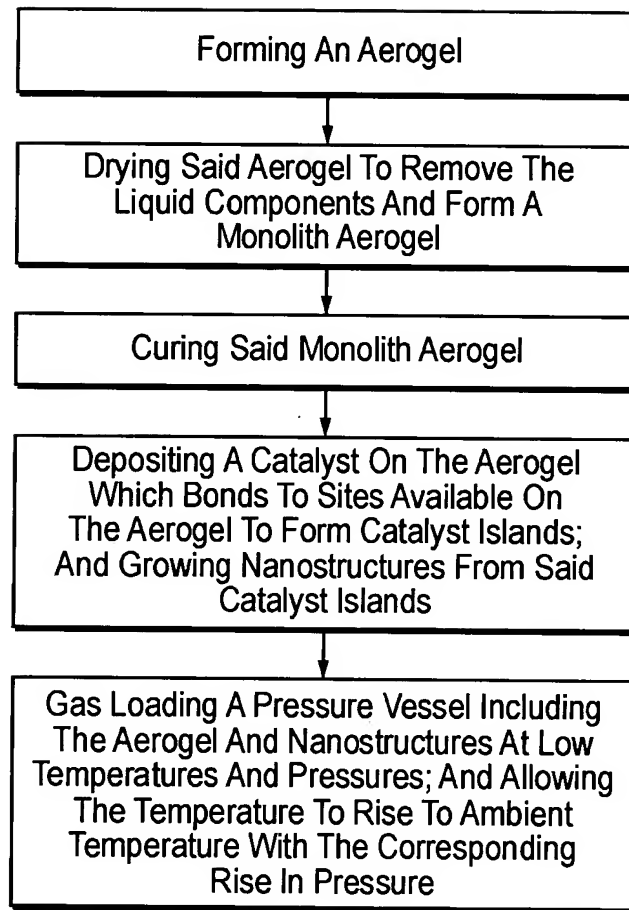 Forming An Aerogel
Drying Said Aerogel To Remove The
Liquid Components And Form A
Monolith Aerogel
Curing Said Monolith Aerogel
Depositing A Catalyst On The Aerogel
Which Bonds To Sites Available On
The Aerogel To Form Catalyst Islands;
And Growing Nanostructures From Said
Catalyst Islands
Gas Loading A Pressure Vessel Including
The Aerogel And Nanostructures At Low
Temperatures And Pressures; And Allowing
The Temperature To Rise To Ambient
Temperature With The Corresponding
Rise In Pressure